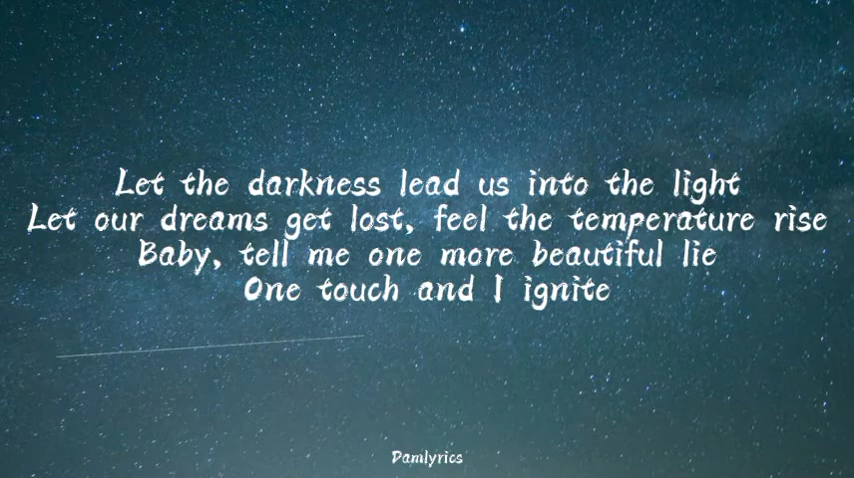 Let the darkness lead us into the light
Let our dreams get lost, feel the temperature rise
Baby, tell me one more beautiful lie
One touch and I ignite
Damlyrics